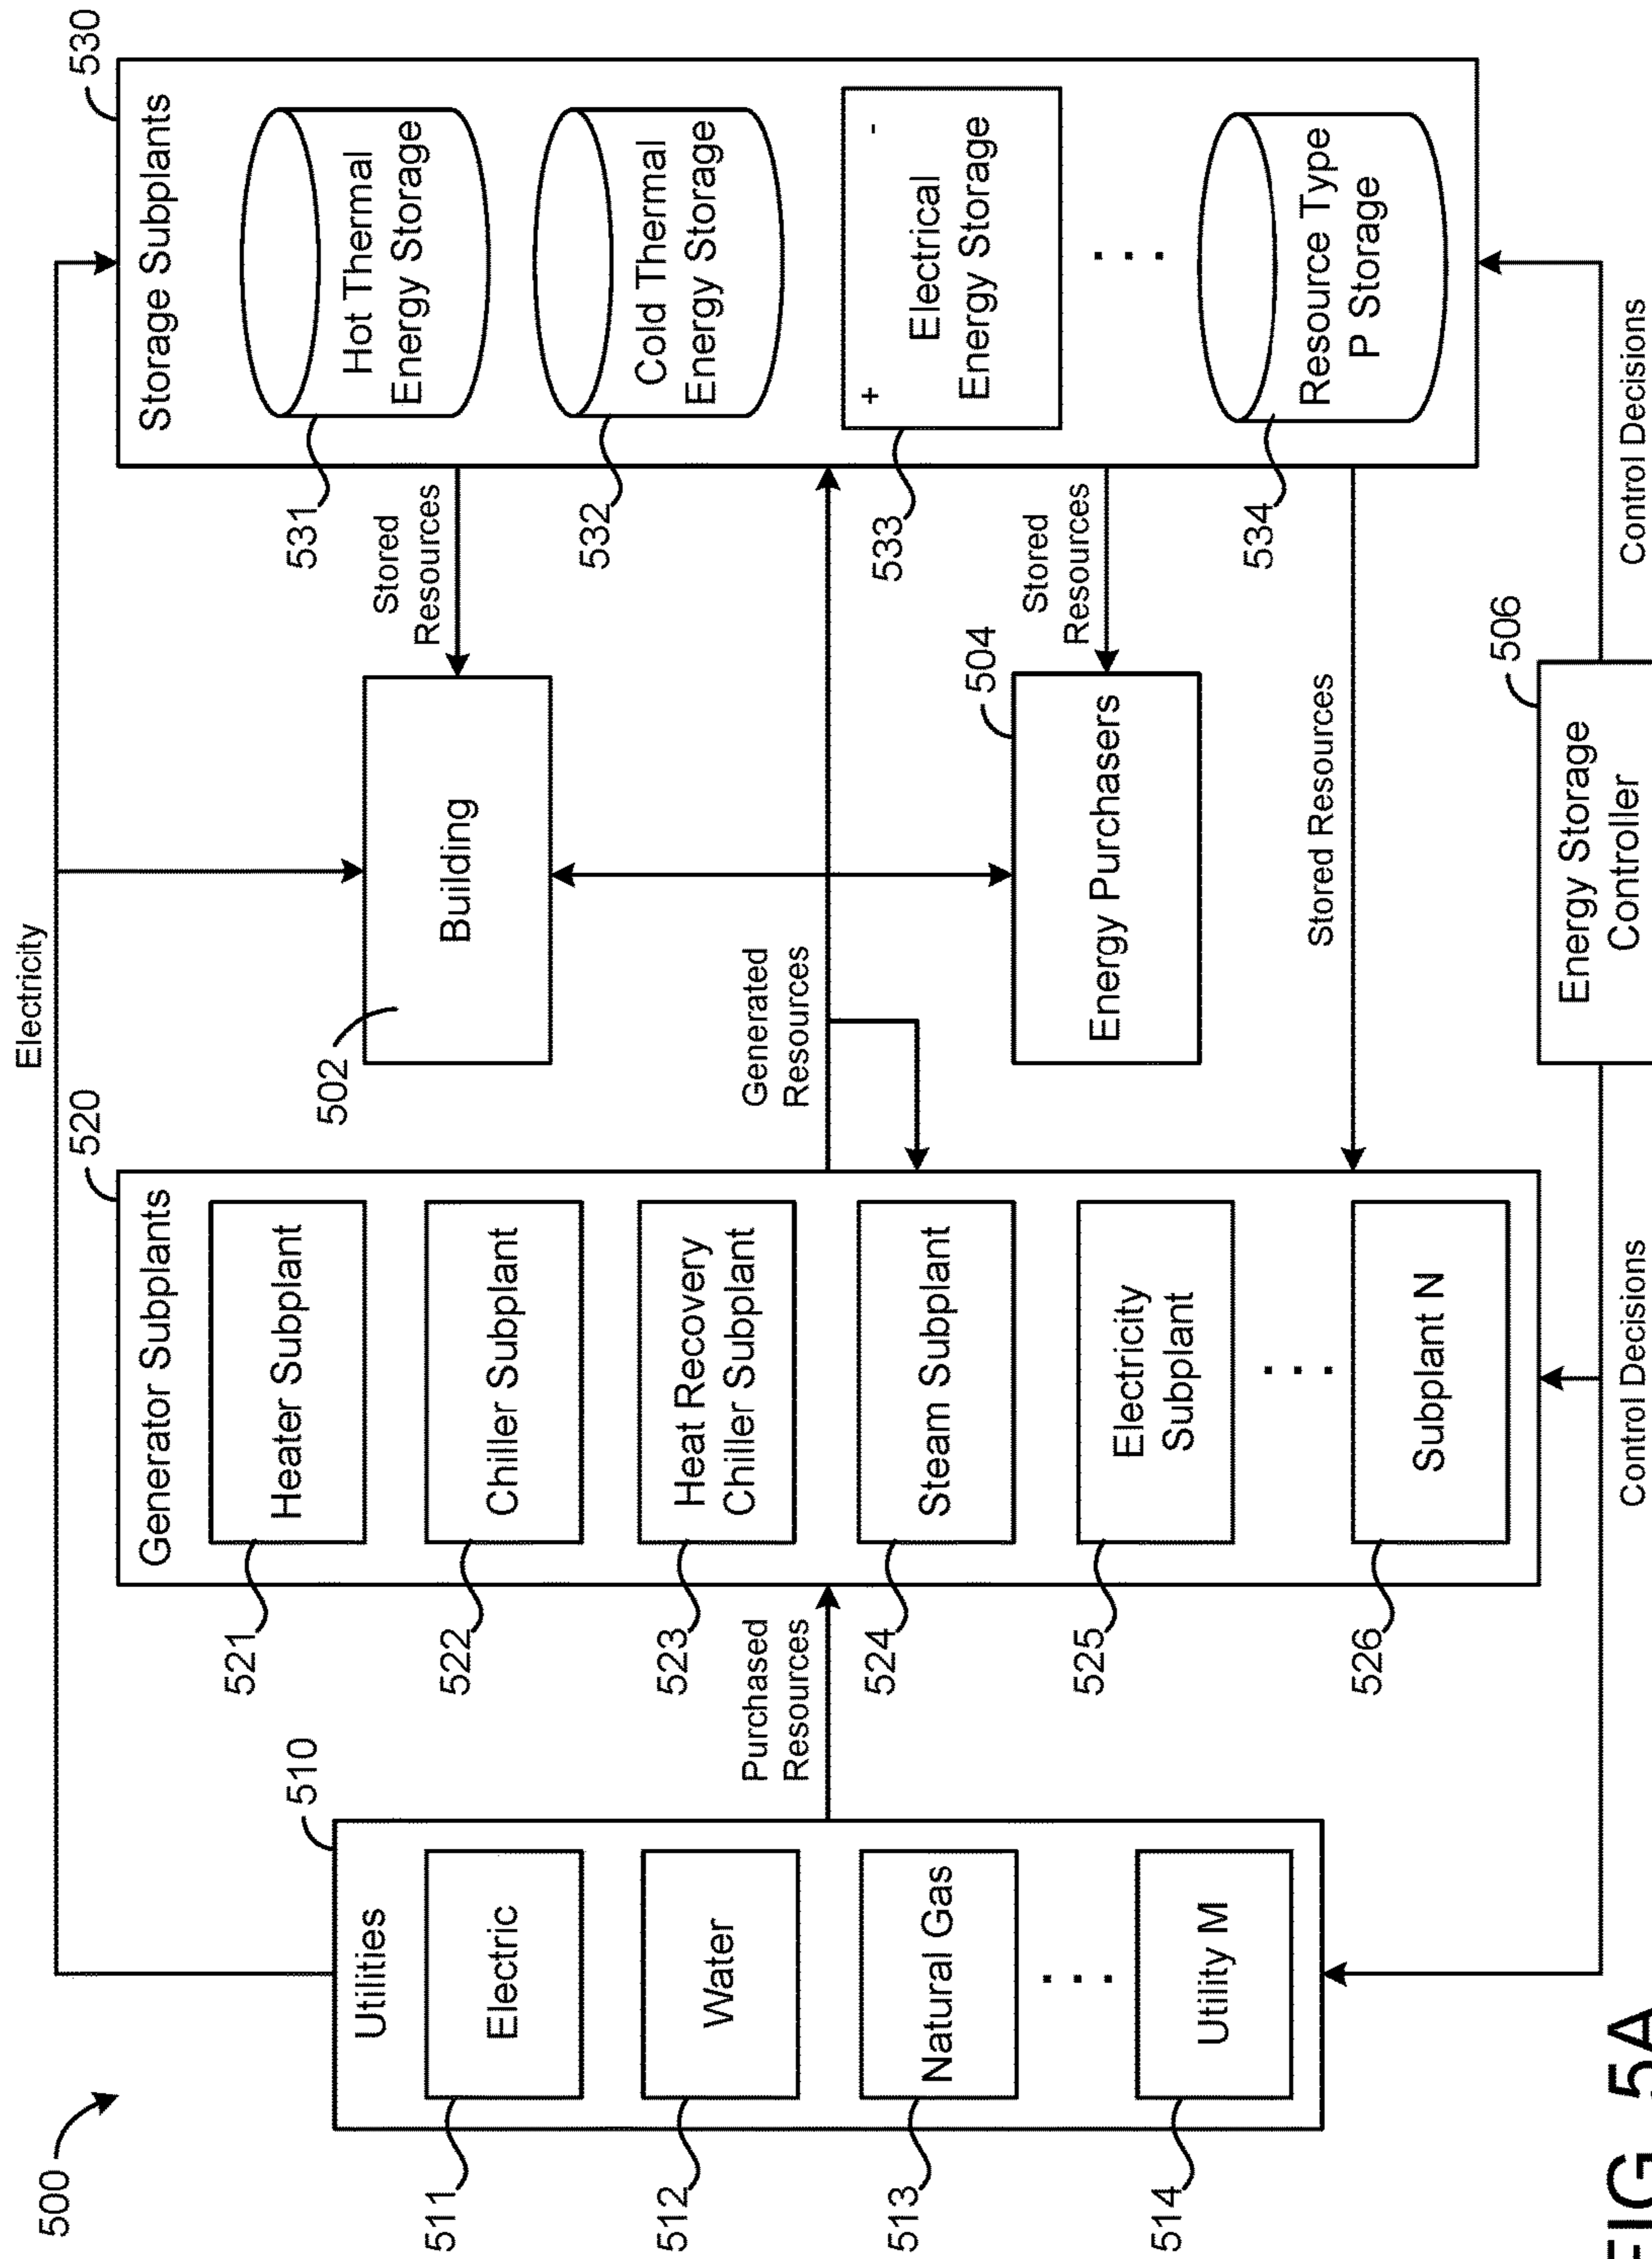 500
Electricity
510
Utilities
Electric
511
Water
512
Natural Gas
513
. . .
Utility M
514
Purchased
Resources
520
Generator Subplants
Heater Subplant
521
Chiller Subplant
522
Heat Recovery
Chiller Subplant
523
Steam Subplant
524
Electricity
Subplant
525
. . .
Subplant N
526
Building
502
Generated
Resources
Energy Purchasers
504
Stored
Resources
Stored
Resources
Stored Resources
530
Storage Subplants
Hot Thermal
Energy Storage
531
Cold Thermal
Energy Storage
532
+ -
Electrical
Energy Storage
533
. . .
Resource Type
P Storage
534
Energy Storage
Controller
506
Control Decisions
Control Decisions
FIG. 5A